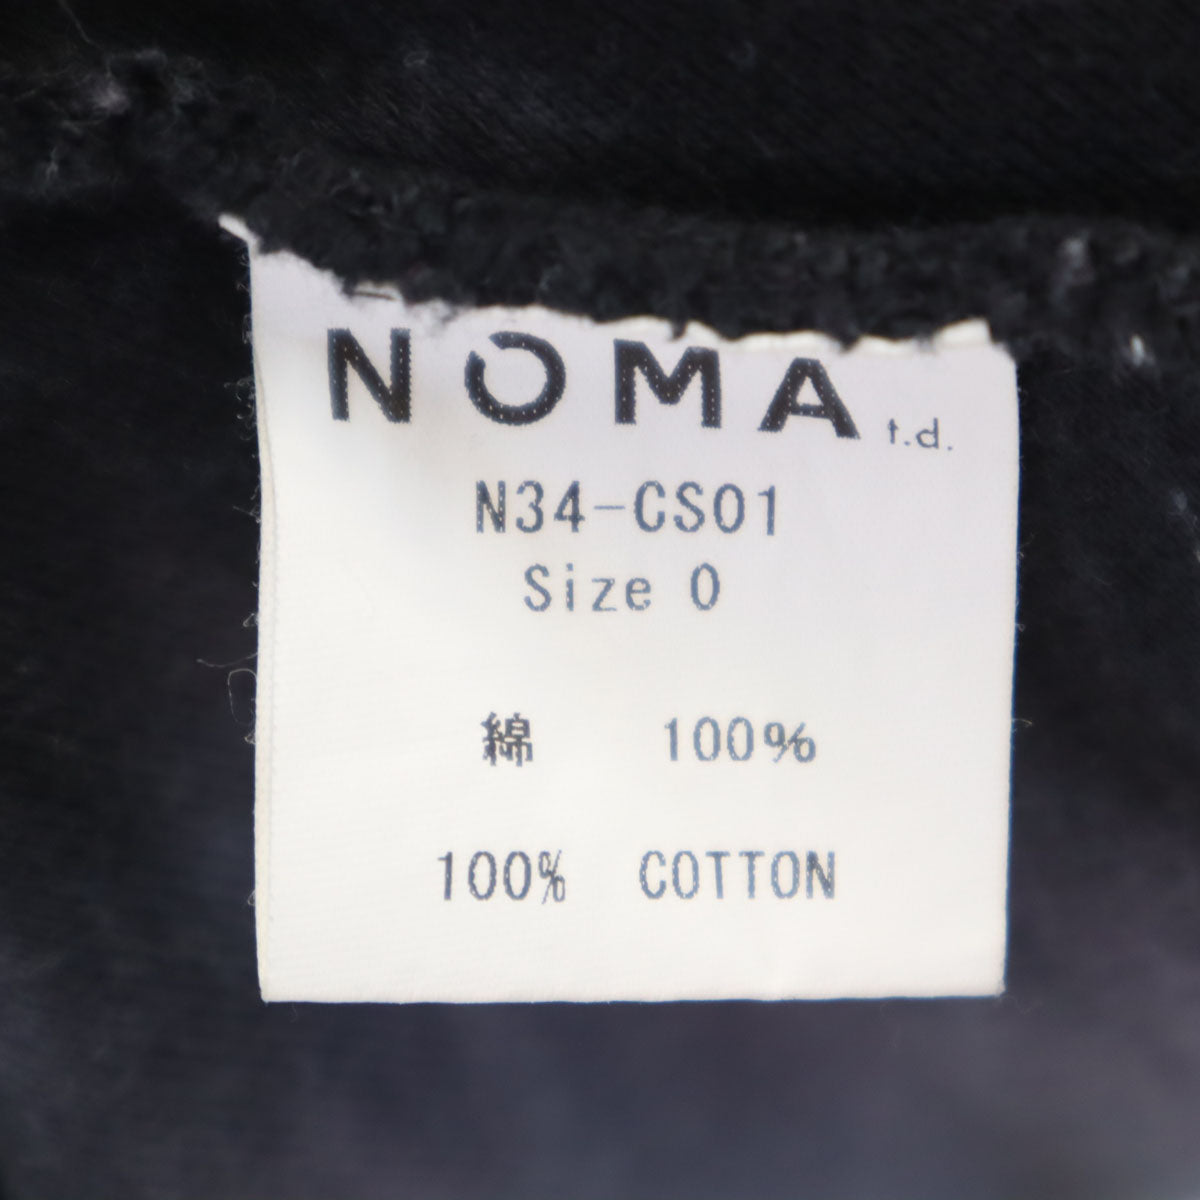 NOMA t.d.
N34-CS01
Size 0
綿 100%
100% COTTON